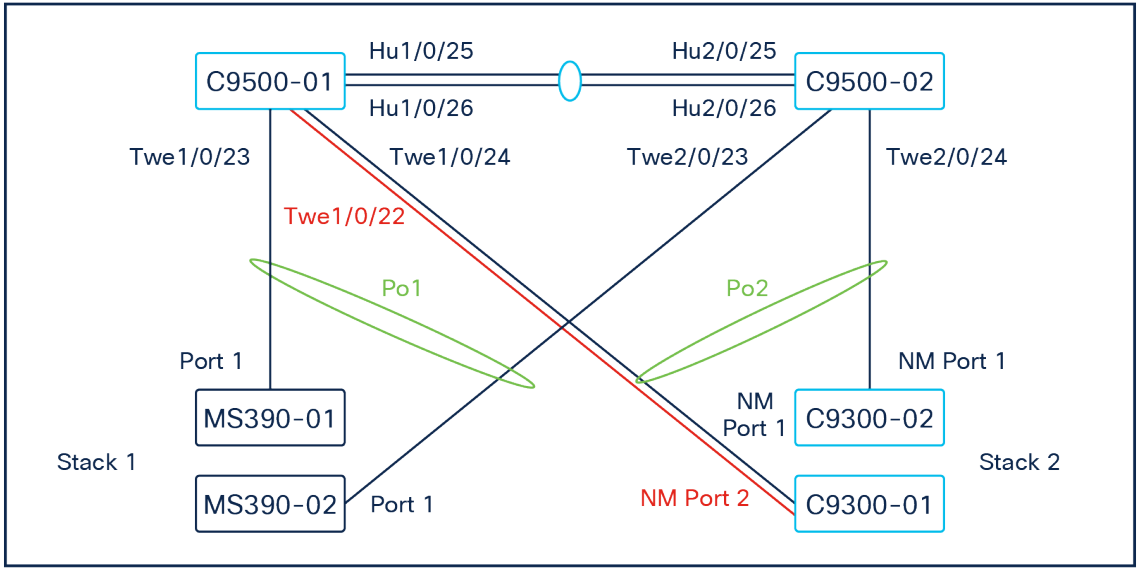 Hu1/0/25
Hu2/0/25
C9500-01
C9500-02
Hu1/0/26
Hu2/0/26
Twe1/0/23
Twe1/0/24
Twe2/0/23
Twe2/0/24
Twe1/0/22
Po1
Po2
Port 1
NM Port 1
MS390-01
NM
Port 1
C9300-02
Stack 1
Stack 2
MS390-02
Port 1
NM Port 2
C9300-01